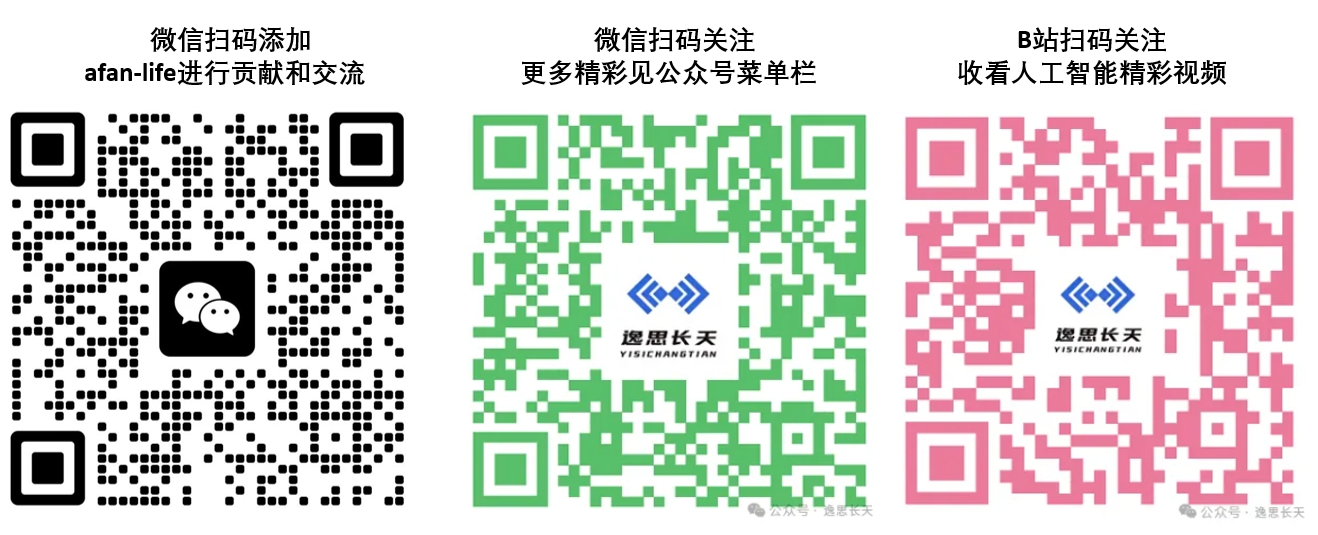 微信扫码添加
afan-life进行贡献和交流
微信扫码关注
更多精彩见公众号菜单栏
B站扫码关注
收看人工智能精彩视频
逸思长天
YISICHANGTIAN
逸思长天
YISICHANGTIAN
公众号 · 逸思长天
公众号 · 逸思长天